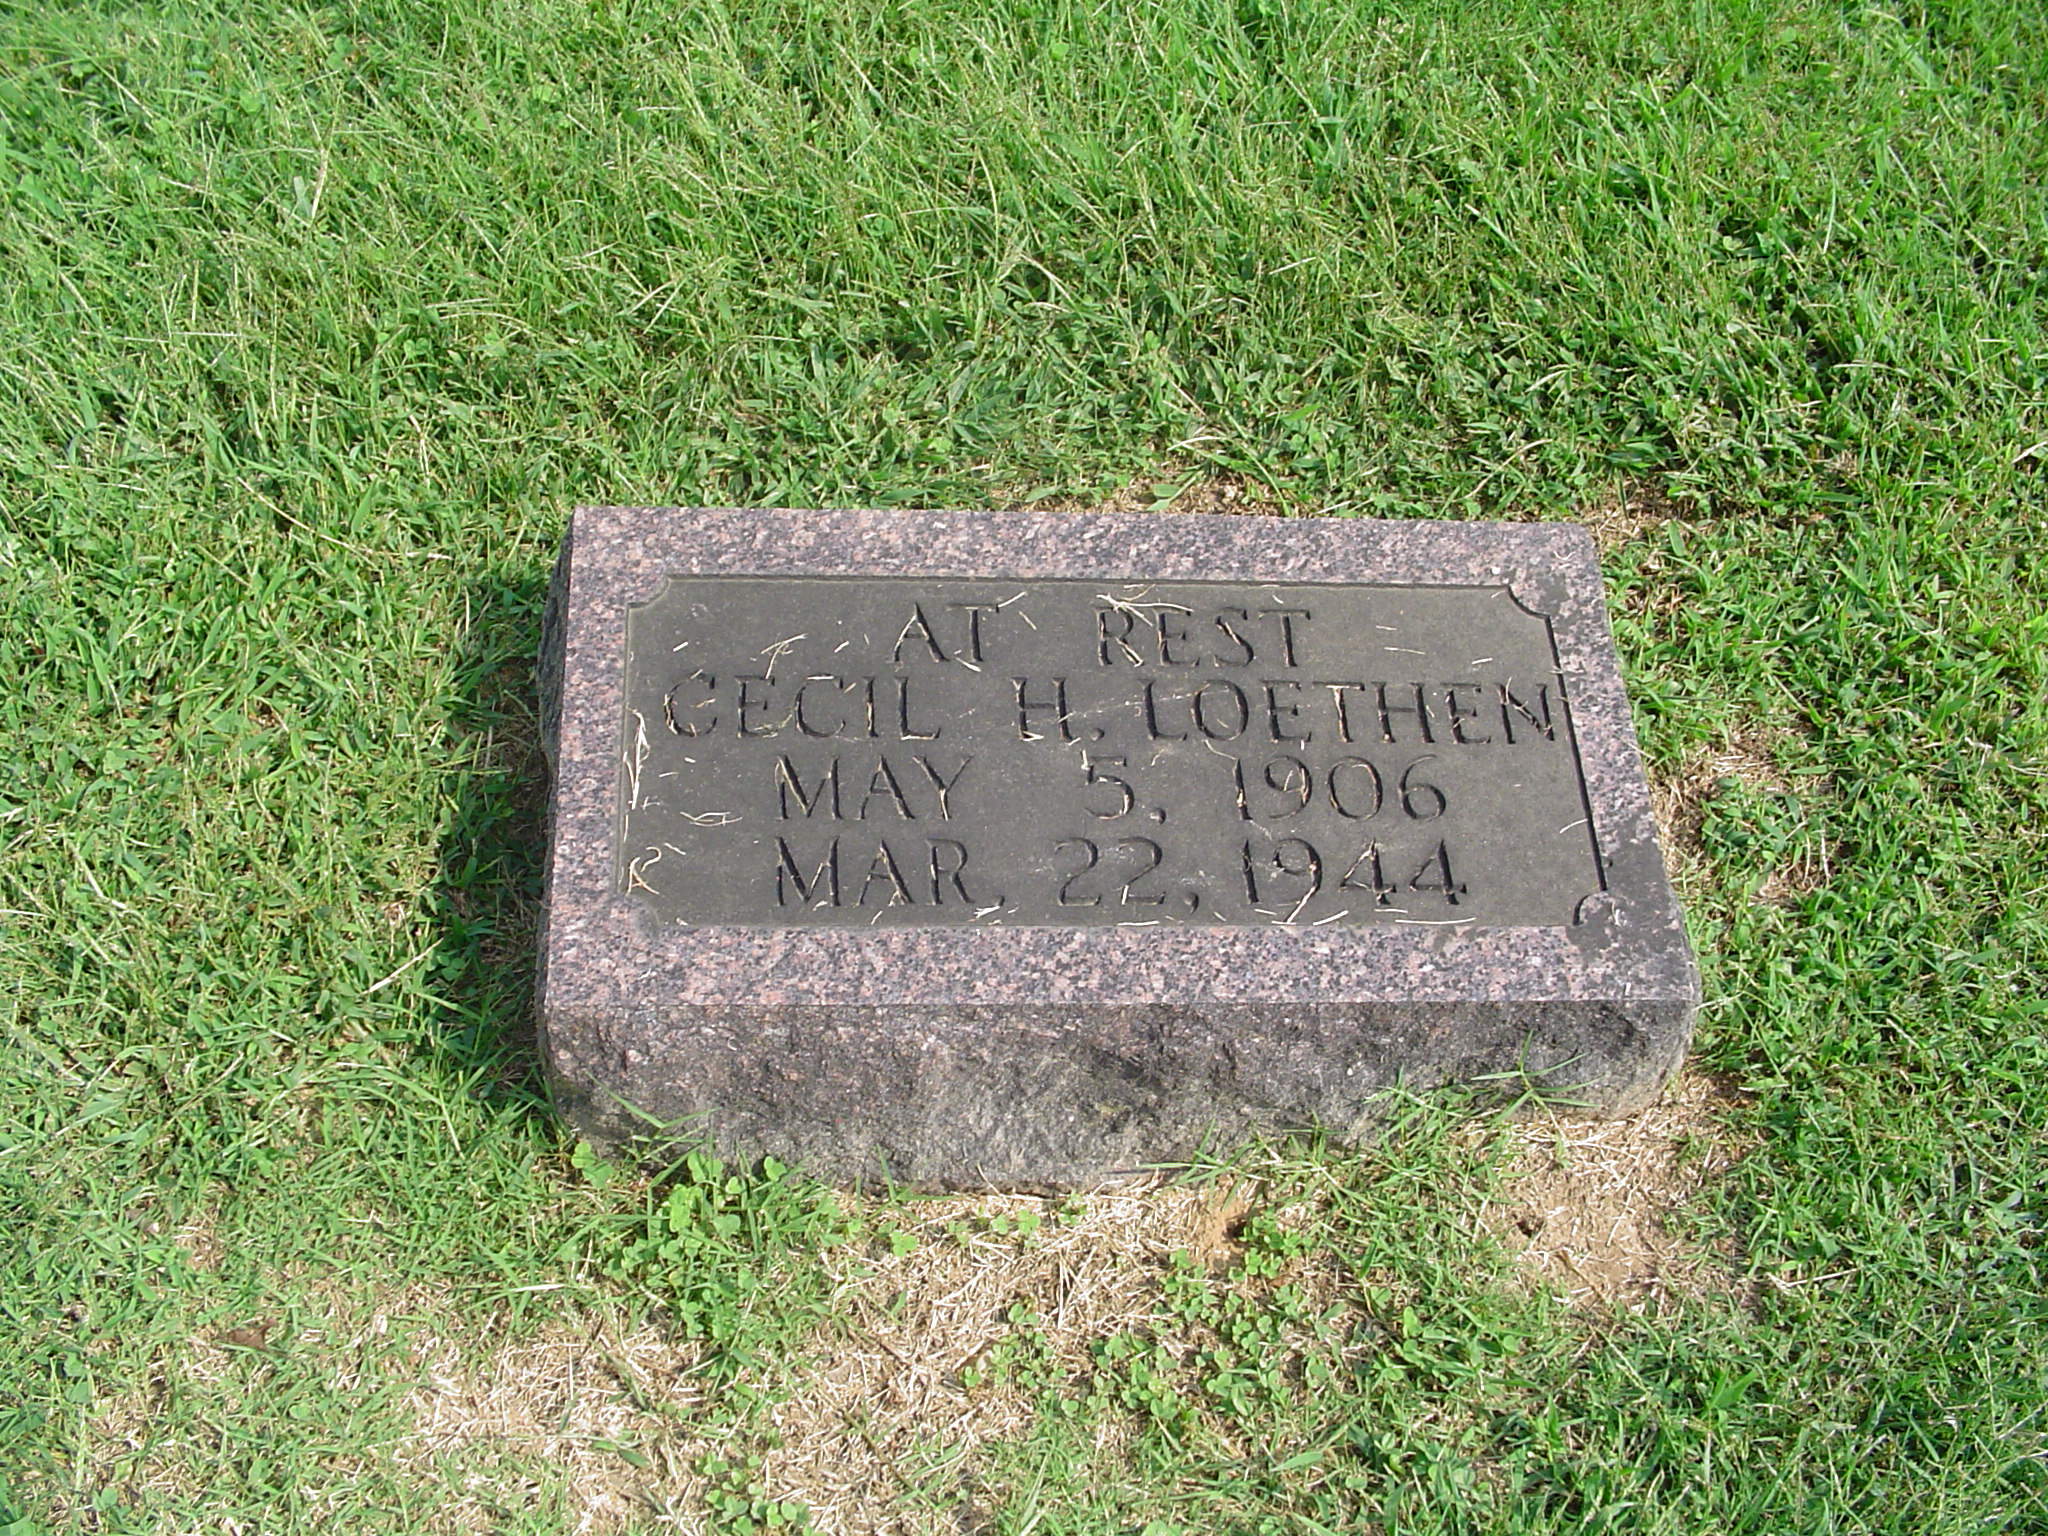 AT REST
CECIL H. LOETHEN
MAY 5, 1906
MAR. 22, 1944